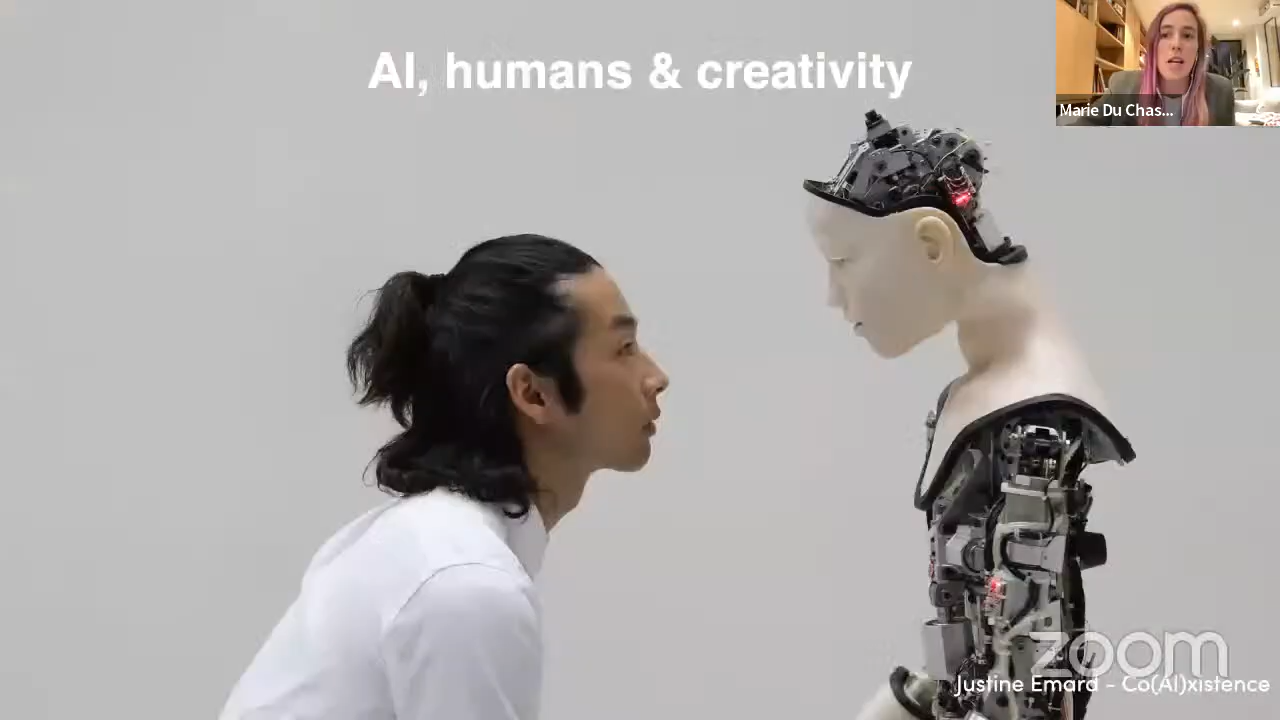 AI, humans & creativity
Marie Du Chas...
zoom
Justine Emard - Co(AI)xistence